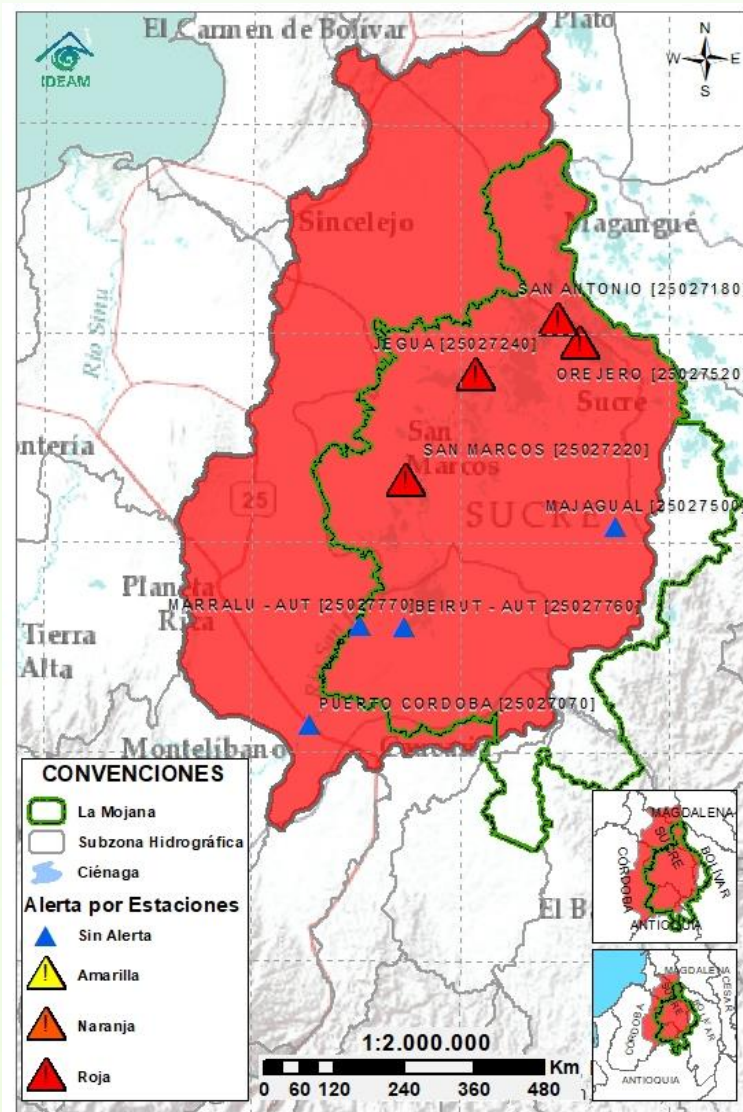 El Carmen de Bolívar
Plato
N
W E
S
IDEAM
Sincelejo
Magangué
Río Sinú
SAN ANTONIO [25027180
JEGUA [25027240]
OREJERO [25027520
Sucre
San
Marcos
SAN MARCOS [25027220]
ontería
25
SUCRE
MAJAGUAL [25027500
Planeta
Rica
MARRALU - AUT [25027770]
BEIRUT - AUT [25027760]
Tierra
Alta
PUERTO CORDOBA [25027070]
Montelíbano
CONVENCIONES
La Mojana
Subzona Hidrográfica
Ciénaga
Alerta por Estaciones
Sin Alerta
Amarilla
Naranja
Roja
El B
1:2.000.000
Km
0 60 120 240 360 480
MAGDALENA
SUCRE
BOLÍVAR
CORDOBA
ANTIOQUIA
MAGDALENA
CESAR
SUCRE
BOLIVAR
CORDOBA
ANTIOQUIA